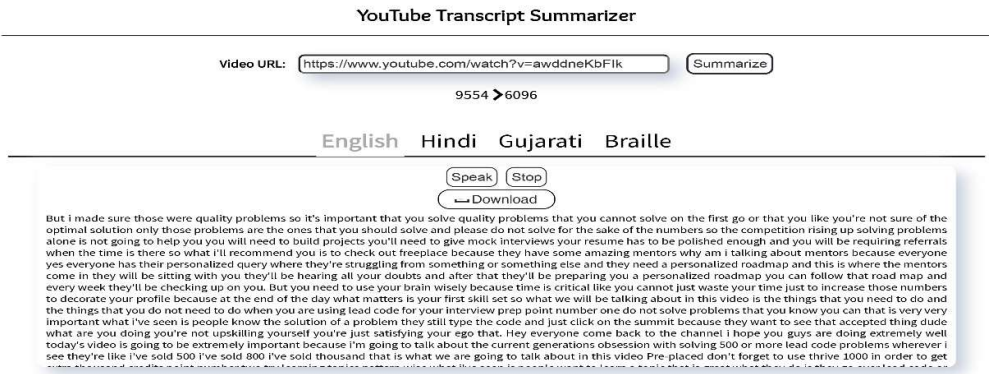 YouTube Transcript Summarizer
Video URL: https://www.youtube.com/watch?v=awddneKbFIk Summarize
9554 > 6096
English Hindi Gujarati Braille
Speak Stop
Download
But i made sure those were quality problems so it's important that you solve quality problems that you cannot solve on the first go or that you like you're not sure of the
optimal solution only those problems are the ones that you should solve and please do not solve for the sake of the numbers so the competition rising up solving problems
alone is not going to help you you will need to build projects you'll need to give mock interviews your resume has to be polished enough and you will be requiring referrals
when the time is there so what i'll recommend you is to check out freeplace because they have some amazing mentors why am i talking about mentors because everyone
yes everyone has their personalized query where they're struggling from something or something else and they need a personalized roadmap and this is where the mentors
come in they will be sitting with you they'll be hearing all your doubts and after that they'll be preparing you a personalized roadmap you can follow that road map and
every week they'll be checking up on you. But you need to use your brain wisely because time is critical like you cannot just waste your time just to increase those numbers
to decorate your profile because at the end of the day what matters is your first skill set so what we will be talking about in this video is the things that you need to do and
the things that you do not need to do when you are using lead code for your interview prep point number one do not solve problems that you know you can that is very very
important what i've seen is people know the solution of a problem they still type the code and just click on the summit because they want to see that accepted thing dude
what are you doing you're not upskilling yourself you're just satisfying your ego that. Hey everyone come back to the channel i hope you guys are doing extremely well
today's video is going to be extremely important because i'm going to talk about the current generations obsession with solving 500 or more lead code problems wherever i
see they're like i've sold 500 i've sold 800 i've sold thousand that is what we are going to talk about in this video Pre-placed don't forget to use thrive 1000 in order to get